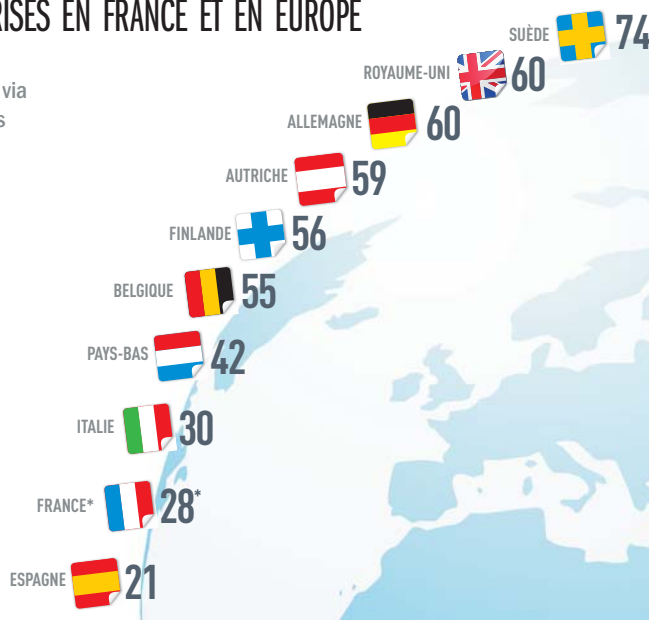 RISES EN FRANCE ET EN EUROPE
via
s
SUÈDE 74
ROYAUME-UNI 60
ALLEMAGNE 60
AUTRICHE 59
FINLANDE 56
BELGIQUE 55
PAYS-BAS 42
ITALIE 30
FRANCE* 28*
ESPAGNE 21